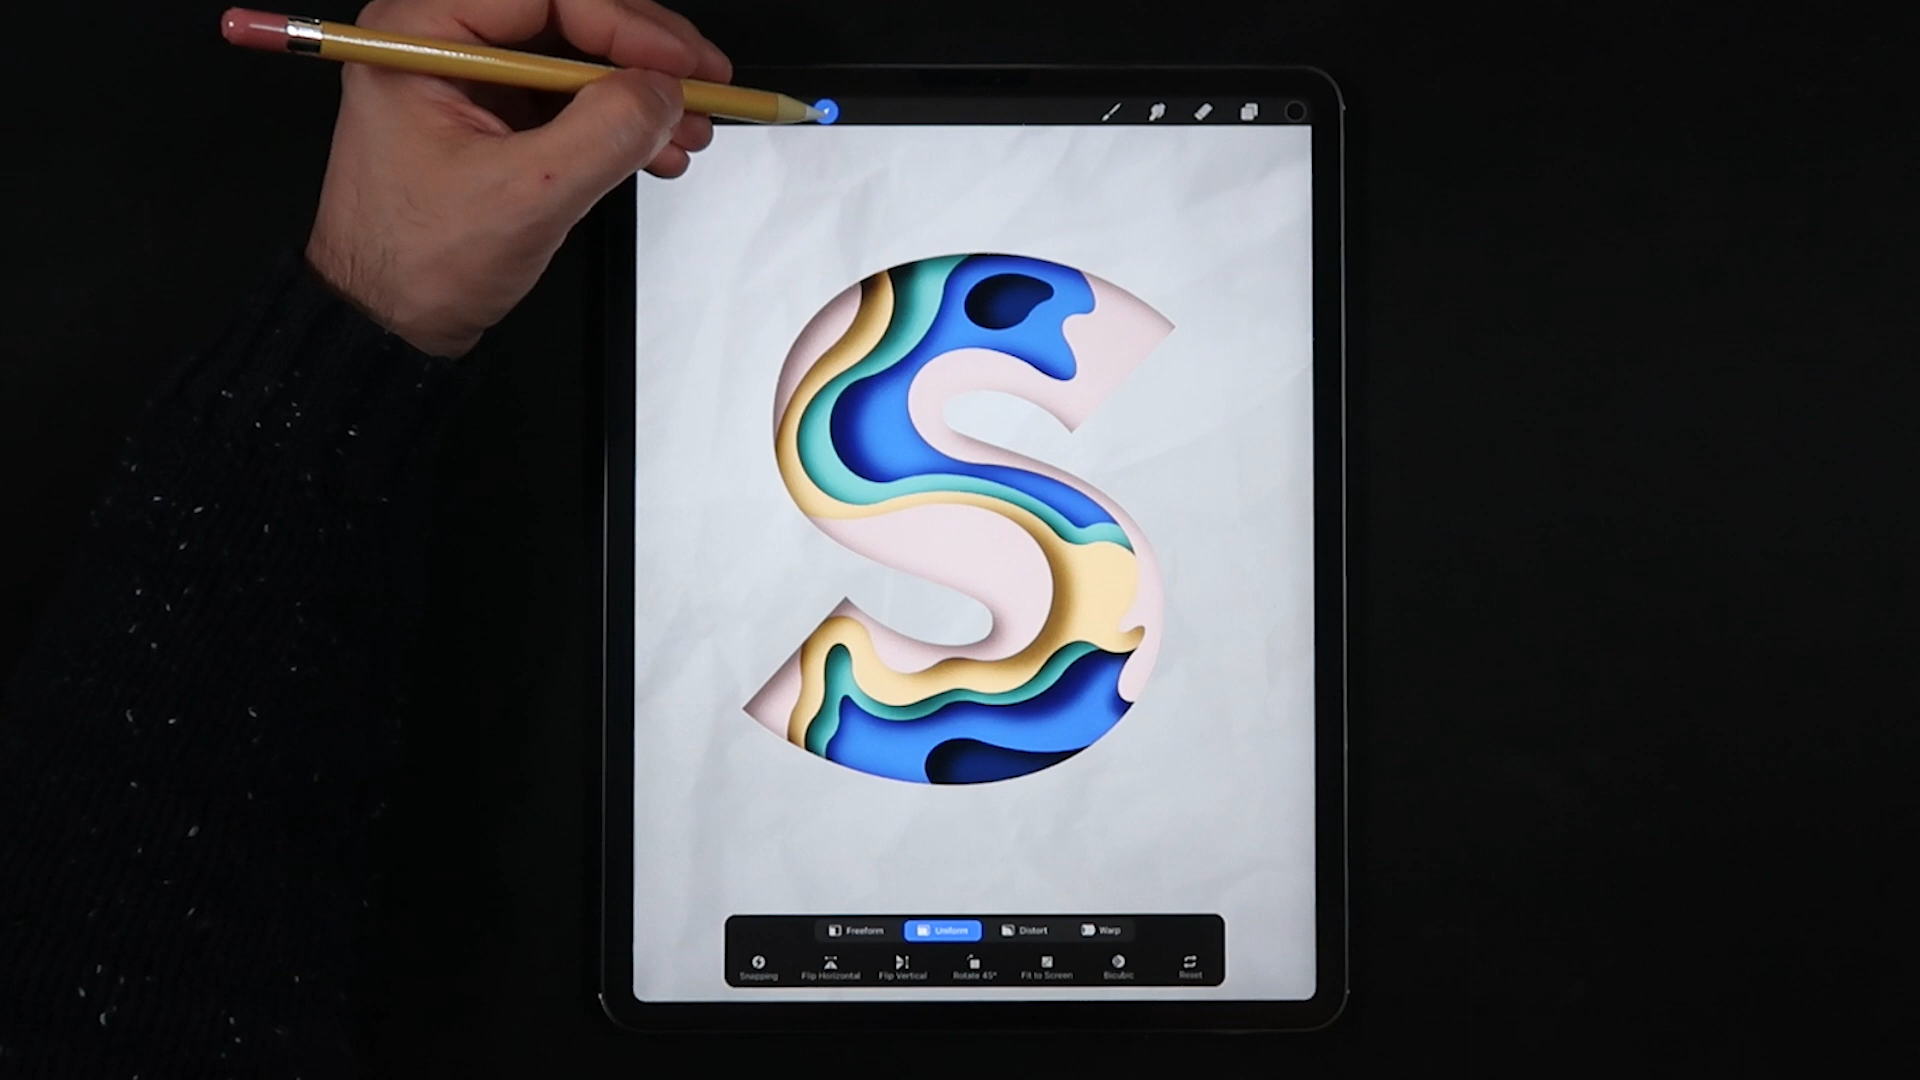 S
Freeform Uniform Distort Warp
Snapping Flip Horizontal Flip Vertical Rotate 45° Fit to Screen Bicubic Reset